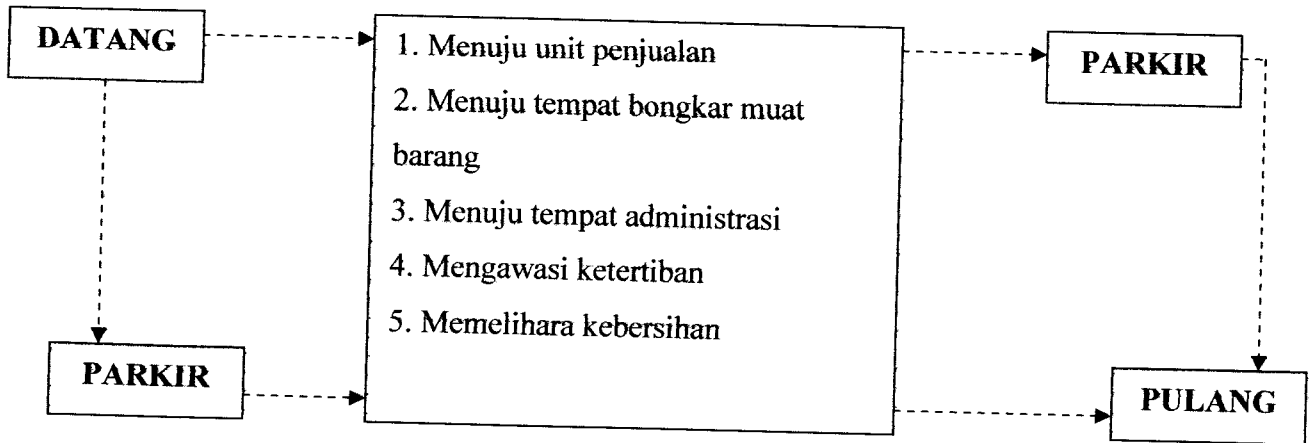 DATANG
1. Menuju unit penjualan
2. Menuju tempat bongkar muat
barang
3. Menuju tempat administrasi
4. Mengawasi ketertiban
5. Memelihara kebersihan
PARKIR
PARKIR
PULANG